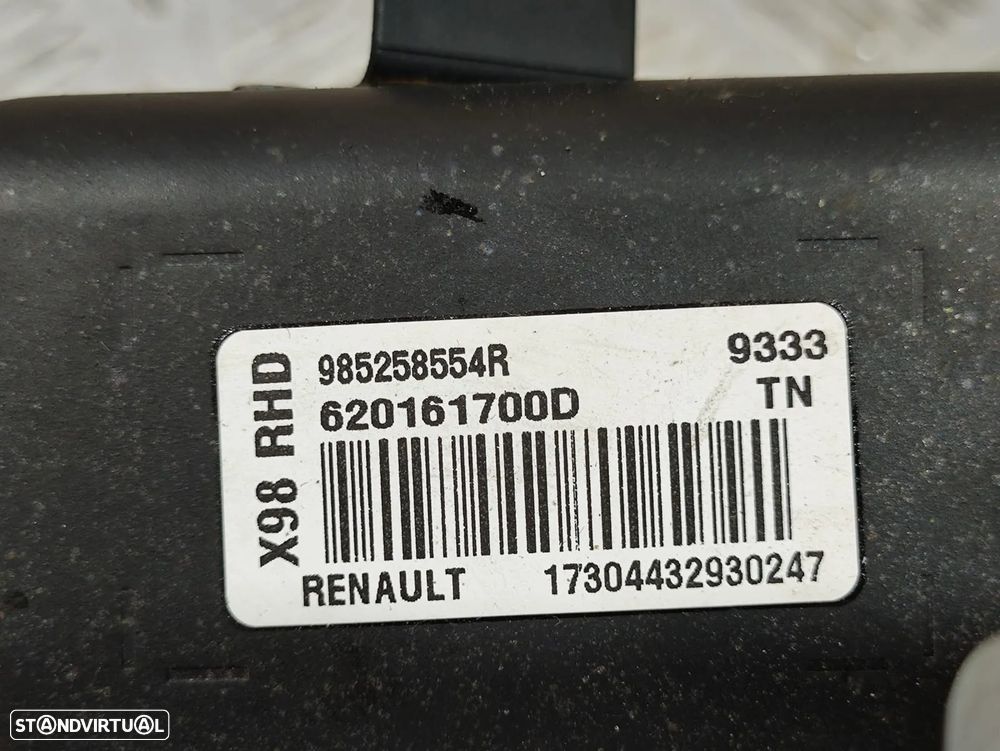 X98 RHD
985258554R
9333
620161700D
TN
RENAULT
17304432930247
STANDVIRTUAL